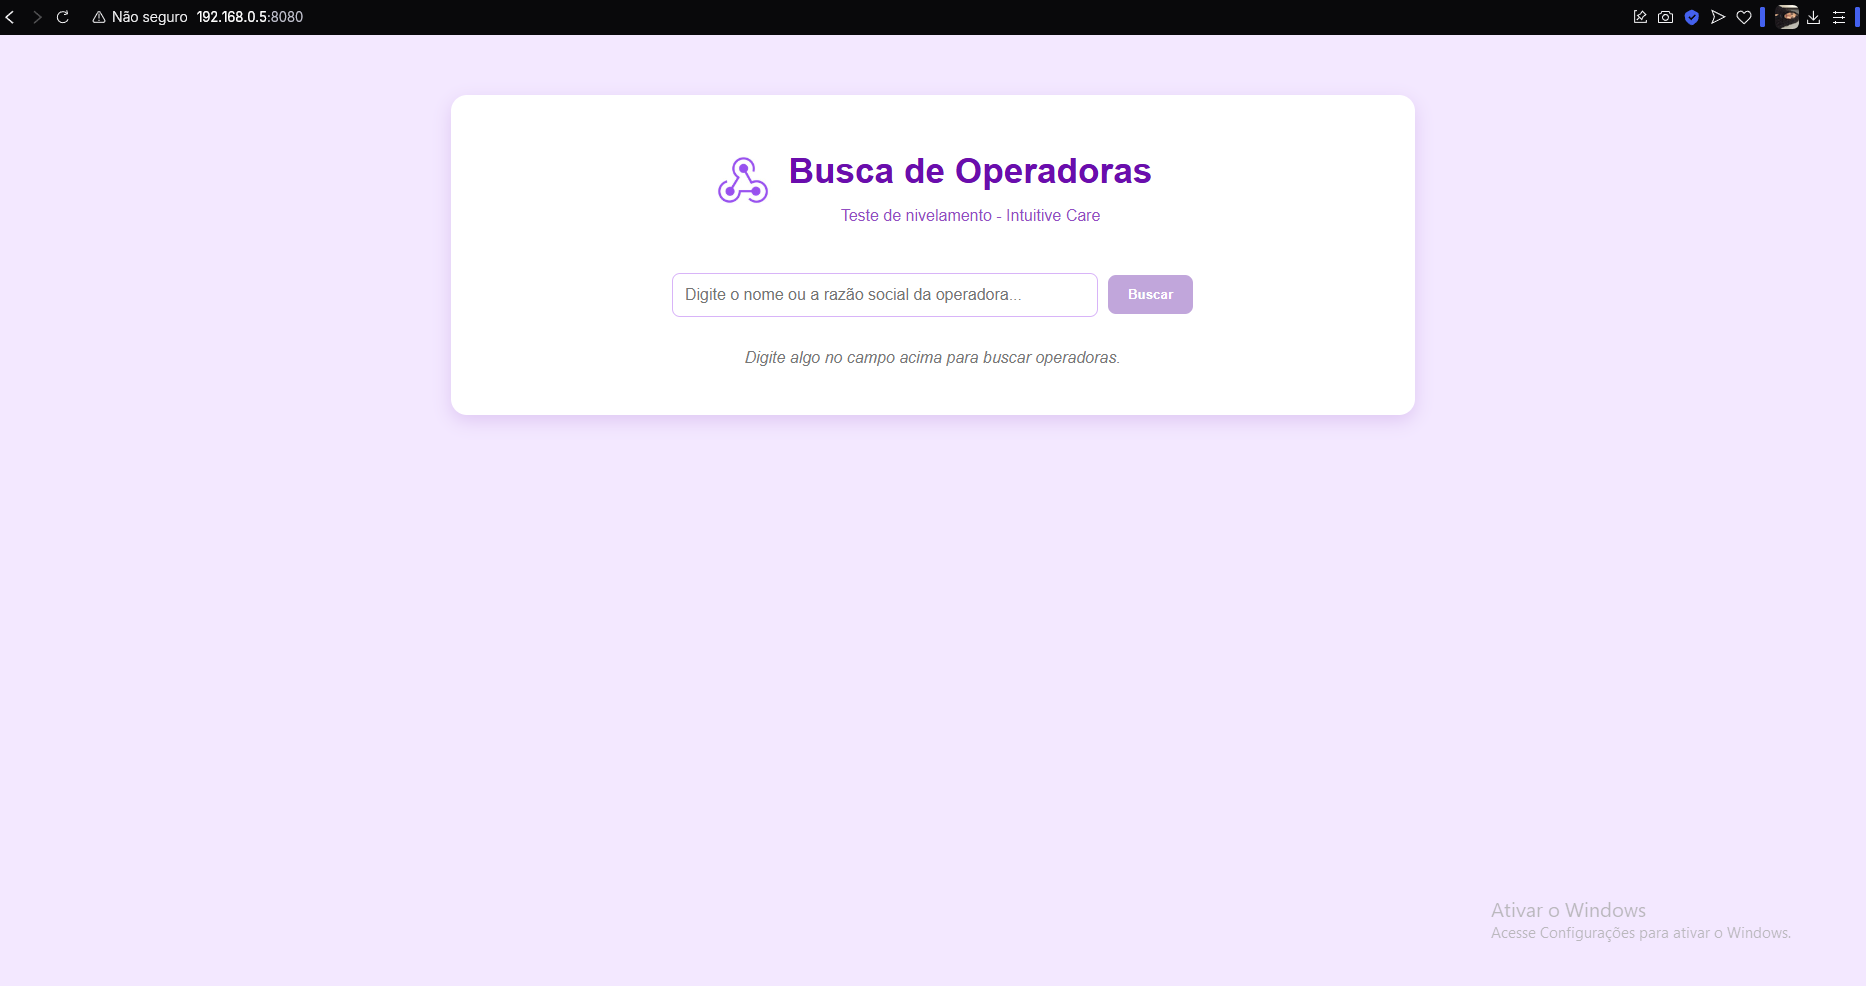 Não seguro 192.168.0.5:8080
Busca de Operadoras
Teste de nivelamento - Intuitive Care
Digite o nome ou a razão social da operadora...
Buscar
Digite algo no campo acima para buscar operadoras.
Ativar o Windows
Acesse Configurações para ativar o Windows.